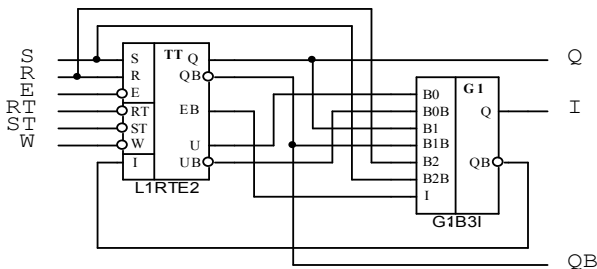 S
R
E
RT
ST
W
S
R
E
RT
ST
W
I
TT
Q
QB
EB
U
UB
L1RTE2
B0
B0B
B1
B1B
B2
B2B
I
G1
Q
QB
G1B3I
Q
I
QB